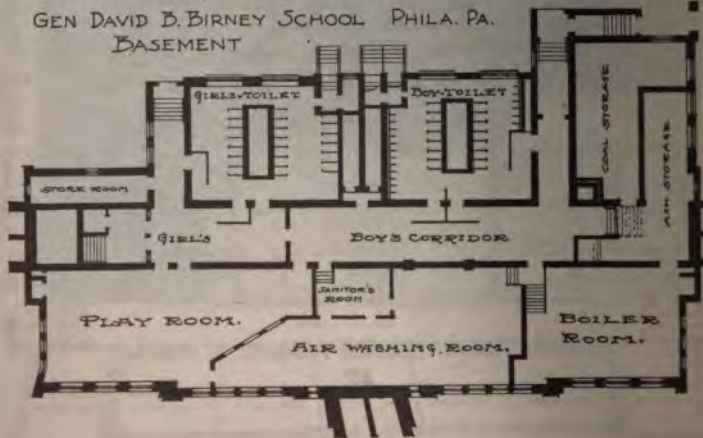 GEN DAVID B. BIRNEY SCHOOL PHILA. PA.
BASEMENT
GIRLS-TOILET
BOY-TOILET
COAL STORAGE
ASH STORAGE
STORE ROOM
GIRL'S
BOY'S CORRIDOR
JANITOR'S
ROOM
PLAY ROOM.
AIR WASHING. ROOM.
BOILER
ROOM.